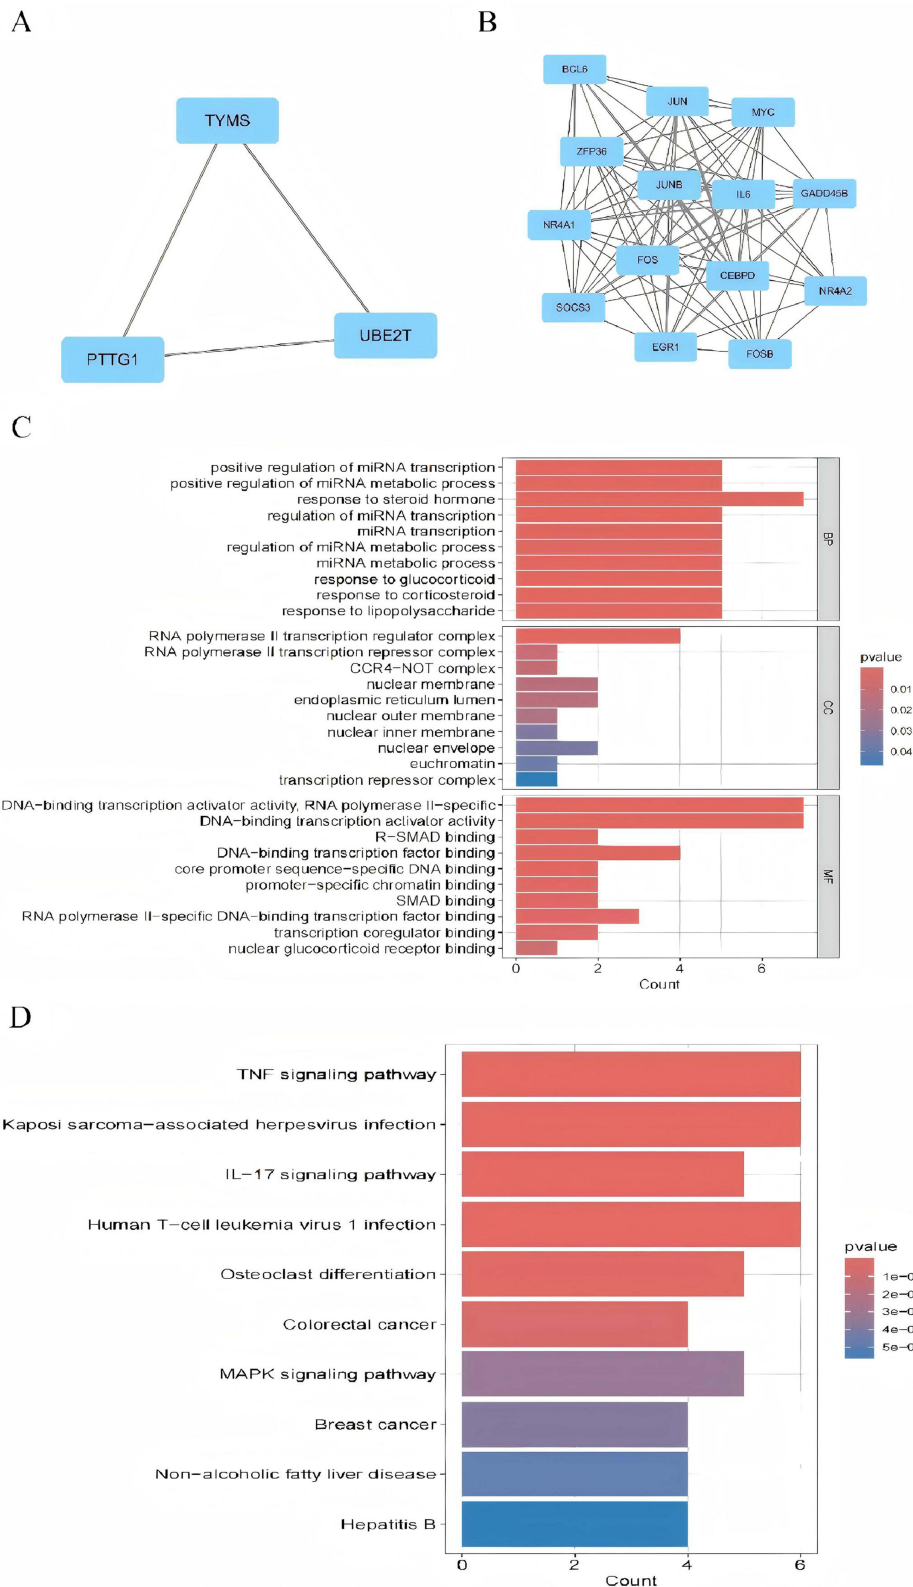 A
B
TYMS
UBE2T
PTTG1
BCL6
JUN
MYC
ZFP36
JUNB
IL6
GADD45B
NR4A1
FOS
CEBPD
NR4A2
SOCS3
EGR1
FOSB
C
positive regulation of miRNA transcription
positive regulation of miRNA metabolic process
response to steroid hormone
regulation of miRNA transcription
miRNA transcription
regulation of miRNA metabolic process
miRNA metabolic process
response to glucocorticoid
response to corticosteroid
response to lipopolysaccharide
BP
RNA polymerase II transcription regulator complex
RNA polymerase II transcription repressor complex
CCR4-NOT complex
nuclear membrane
endoplasmic reticulum lumen
nuclear outer membrane
nuclear inner membrane
nuclear envelope
euchromatin
transcription repressor complex
CC
pvalue
0.01
0.02
0.03
0.04
DNA-binding transcription activator activity, RNA polymerase II-specific
DNA-binding transcription activator activity
R-SMAD binding
DNA-binding transcription factor binding
core promoter sequence-specific DNA binding
promoter-specific chromatin binding
SMAD binding
RNA polymerase II-specific DNA-binding transcription factor binding
transcription coregulator binding
nuclear glucocorticoid receptor binding
MF
0 2 4 6
Count
D
TNF signaling pathway
Kaposi sarcoma-associated herpesvirus infection
IL-17 signaling pathway
Human T-cell leukemia virus 1 infection
Osteoclast differentiation
Colorectal cancer
MAPK signaling pathway
Breast cancer
Non-alcoholic fatty liver disease
Hepatitis B
pvalue
1e-0
2e-0
3e-0
4e-0
5e-0
0 2 4 6
Count